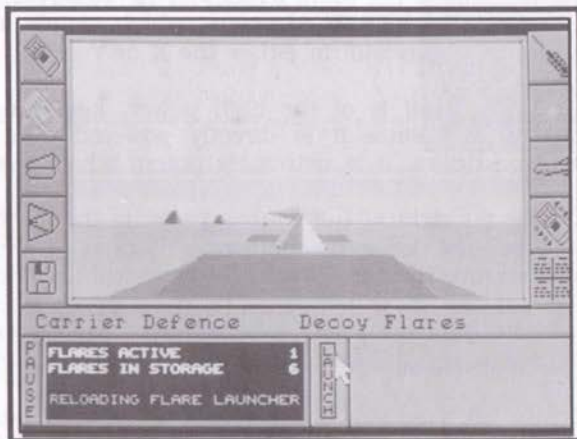 Carrier Defence Decoy Flares
PAUSE
FLARES ACTIVE 1
FLARES IN STORAGE 6
RELOADING FLARE LAUNCHER
LAUNCH